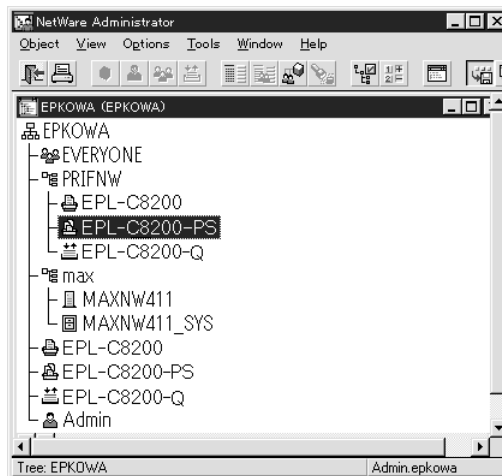 NetWare Administrator
Object View Options Tools Window Help
EPKOWA (EPKOWA)
EPKOWA
EVERYONE
PRIFNW
EPL-C8200
EPL-C8200-PS
EPL-C8200-Q
max
MAXNW411
MAXNW411_SYS
EPL-C8200
EPL-C8200-PS
EPL-C8200-Q
Admin
Tree: EPKOWA Admin.epkowa